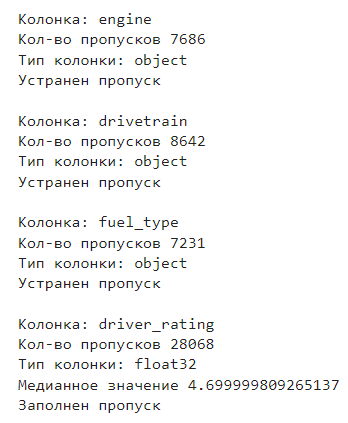 Колонка: engine
Кол-во пропусков 7686
Тип колонки: object
Устранен пропуск
Колонка: drivetrain
Кол-во пропусков 8642
Тип колонки: object
Устранен пропуск
Колонка: fuel_type
Кол-во пропусков 7231
Тип колонки: object
Устранен пропуск
Колонка: driver_rating
Кол-во пропусков 28068
Тип колонки: float32
Медианное значение 4.699999809265137
Заполнен пропуск